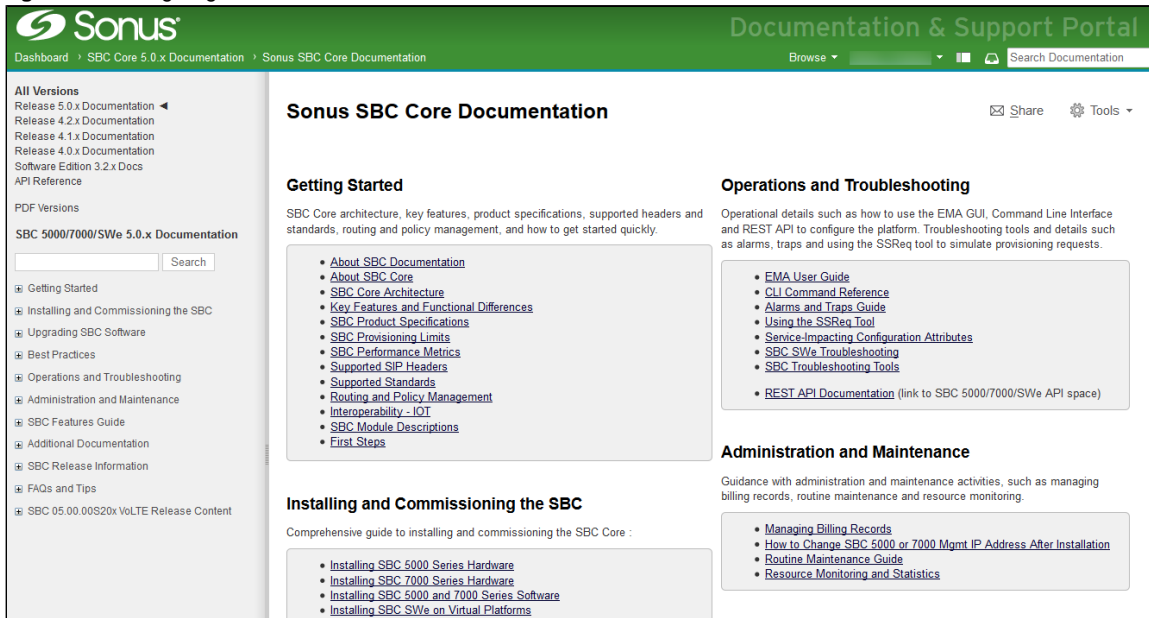 Sonus
Documentation & Support Portal
Dashboard › SBC Core 5.0.x Documentation › Sonus SBC Core Documentation
Browse
Search Documentation
All Versions
Release 5.0.x Documentation ◄
Release 4.2.x Documentation
Release 4.1.x Documentation
Release 4.0.x Documentation
Software Edition 3.2.x Docs
API Reference
PDF Versions
SBC 5000/7000/SWe 5.0.x Documentation
Search
Getting Started
Installing and Commissioning the SBC
Upgrading SBC Software
Best Practices
Operations and Troubleshooting
Administration and Maintenance
SBC Features Guide
Additional Documentation
SBC Release Information
FAQs and Tips
SBC 05.00.00S20x VoLTE Release Content
Sonus SBC Core Documentation
Share
Tools
Getting Started
SBC Core architecture, key features, product specifications, supported headers and
standards, routing and policy management, and how to get started quickly.
• About SBC Documentation
• About SBC Core
• SBC Core Architecture
• Key Features and Functional Differences
• SBC Product Specifications
• SBC Provisioning Limits
• SBC Performance Metrics
• Supported SIP Headers
• Supported Standards
• Routing and Policy Management
• Interoperability - IOT
• SBC Module Descriptions
• First Steps
Installing and Commissioning the SBC
Comprehensive guide to installing and commissioning the SBC Core :
• Installing SBC 5000 Series Hardware
• Installing SBC 7000 Series Hardware
• Installing SBC 5000 and 7000 Series Software
• Installing SBC SWe on Virtual Platforms
Operations and Troubleshooting
Operational details such as how to use the EMA GUI, Command Line Interface
and REST API to configure the platform. Troubleshooting tools and details such
as alarms, traps and using the SSReq tool to simulate provisioning requests.
• EMA User Guide
• CLI Command Reference
• Alarms and Traps Guide
• Using the SSReq Tool
• Service-Impacting Configuration Attributes
• SBC SWe Troubleshooting
• SBC Troubleshooting Tools
• REST API Documentation (link to SBC 5000/7000/SWe API space)
Administration and Maintenance
Guidance with administration and maintenance activities, such as managing
billing records, routine maintenance and resource monitoring.
• Managing Billing Records
• How to Change SBC 5000 or 7000 Mgmt IP Address After Installation
• Routine Maintenance Guide
• Resource Monitoring and Statistics